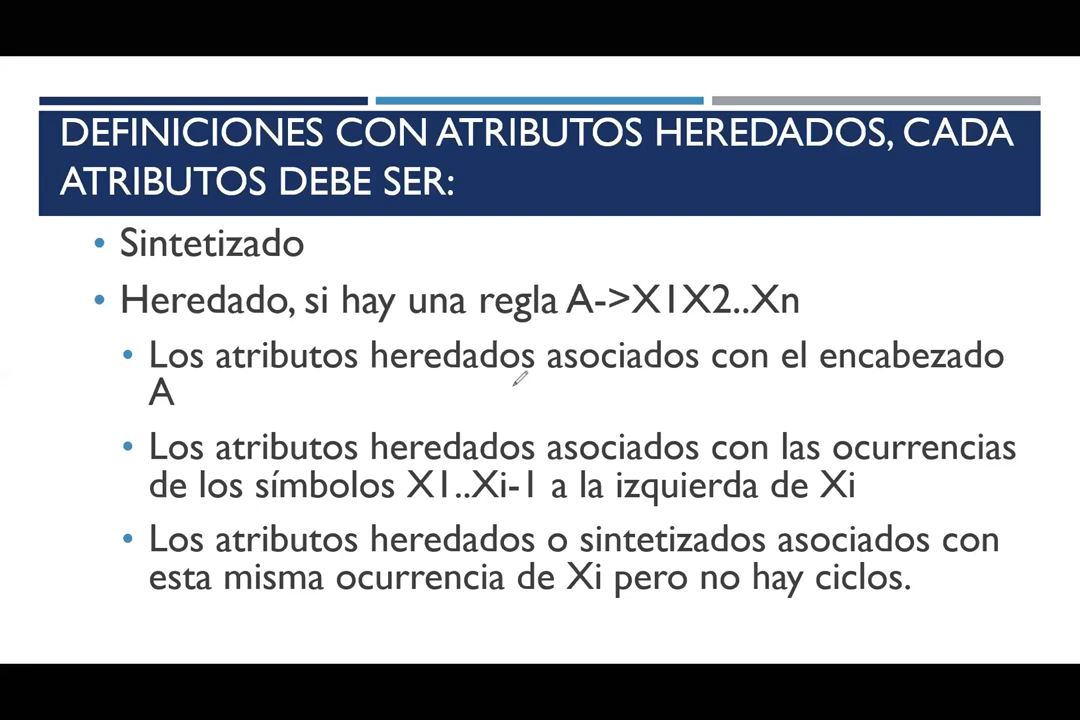 DEFINICIONES CON ATRIBUTOS HEREDADOS, CADA
ATRIBUTOS DEBE SER:
• Sintetizado
• Heredado, si hay una regla A->X1X2..Xn
• Los atributos heredados asociados con el encabezado
A
• Los atributos heredados asociados con las ocurrencias
de los símbolos X1..Xi-1 a la izquierda de Xi
• Los atributos heredados o sintetizados asociados con
esta misma ocurrencia de Xi pero no hay ciclos.